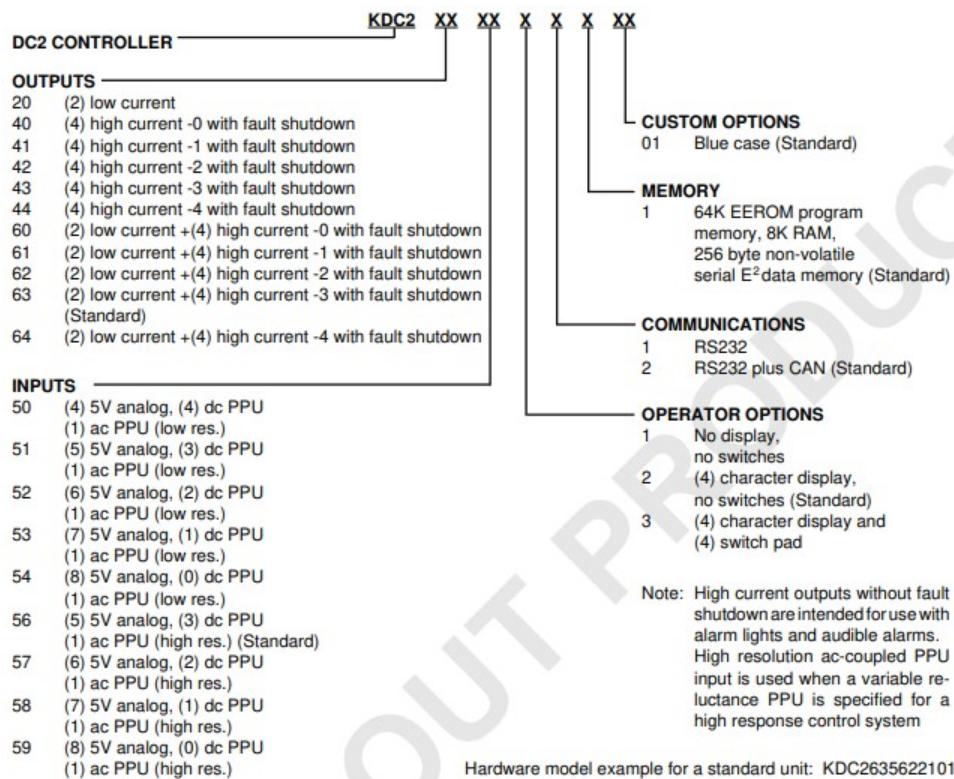 KDC2 XX XX X X X XX
DC2 CONTROLLER
OUTPUTS
20 (2) low current
40 (4) high current -0 with fault shutdown
41 (4) high current -1 with fault shutdown
42 (4) high current -2 with fault shutdown
43 (4) high current -3 with fault shutdown
44 (4) high current -4 with fault shutdown
60 (2) low current +(4) high current -0 with fault shutdown
61 (2) low current +(4) high current -1 with fault shutdown
62 (2) low current +(4) high current -2 with fault shutdown
63 (2) low current +(4) high current -3 with fault shutdown
(Standard)
64 (2) low current +(4) high current -4 with fault shutdown
INPUTS
50 (4) 5V analog, (4) dc PPU
(1) ac PPU (low res.)
51 (5) 5V analog, (3) dc PPU
(1) ac PPU (low res.)
52 (6) 5V analog, (2) dc PPU
(1) ac PPU (low res.)
53 (7) 5V analog, (1) dc PPU
(1) ac PPU (low res.)
54 (8) 5V analog, (0) dc PPU
(1) ac PPU (low res.)
56 (5) 5V analog, (3) dc PPU
(1) ac PPU (high res.) (Standard)
57 (6) 5V analog, (2) dc PPU
(1) ac PPU (high res.)
58 (7) 5V analog, (1) dc PPU
(1) ac PPU (high res.)
59 (8) 5V analog, (0) dc PPU
(1) ac PPU (high res.)
CUSTOM OPTIONS
01 Blue case (Standard)
MEMORY
1 64K EEROM program
memory, 8K RAM,
256 byte non-volatile
serial E² data memory (Standard)
COMMUNICATIONS
1 RS232
2 RS232 plus CAN (Standard)
OPERATOR OPTIONS
1 No display,
no switches
2 (4) character display,
no switches (Standard)
3 (4) character display and
(4) switch pad
Note: High current outputs without fault
shutdown are intended for use with
alarm lights and audible alarms.
High resolution ac-coupled PPU
input is used when a variable re-
luctance PPU is specified for a
high response control system
Hardware model example for a standard unit: KDC2635622101
OUT PRODUC